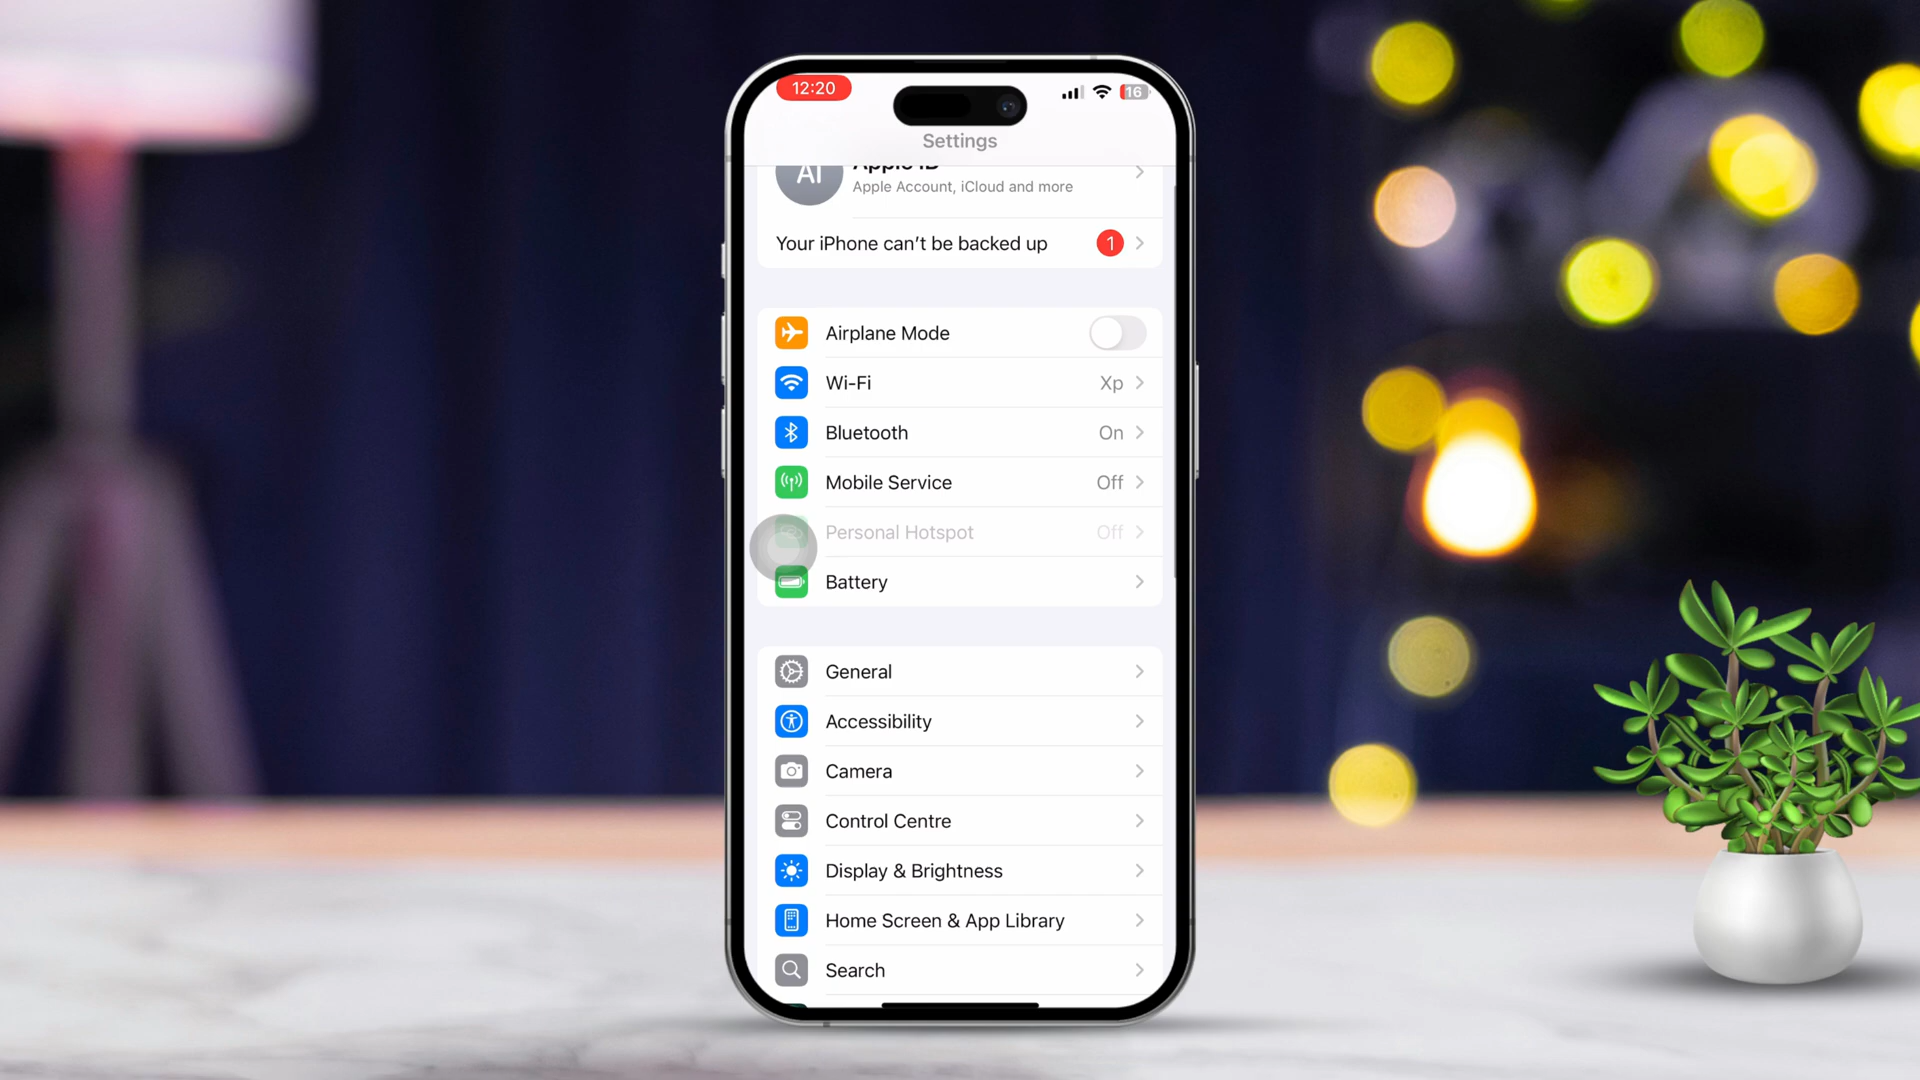 12:20
16
Settings
AI
Apple ID
Apple Account, iCloud and more
Your iPhone can’t be backed up 1
Airplane Mode
Wi-Fi Xp
Bluetooth On
Mobile Service Off
Personal Hotspot Off
Battery
General
Accessibility
Camera
Control Centre
Display & Brightness
Home Screen & App Library
Search